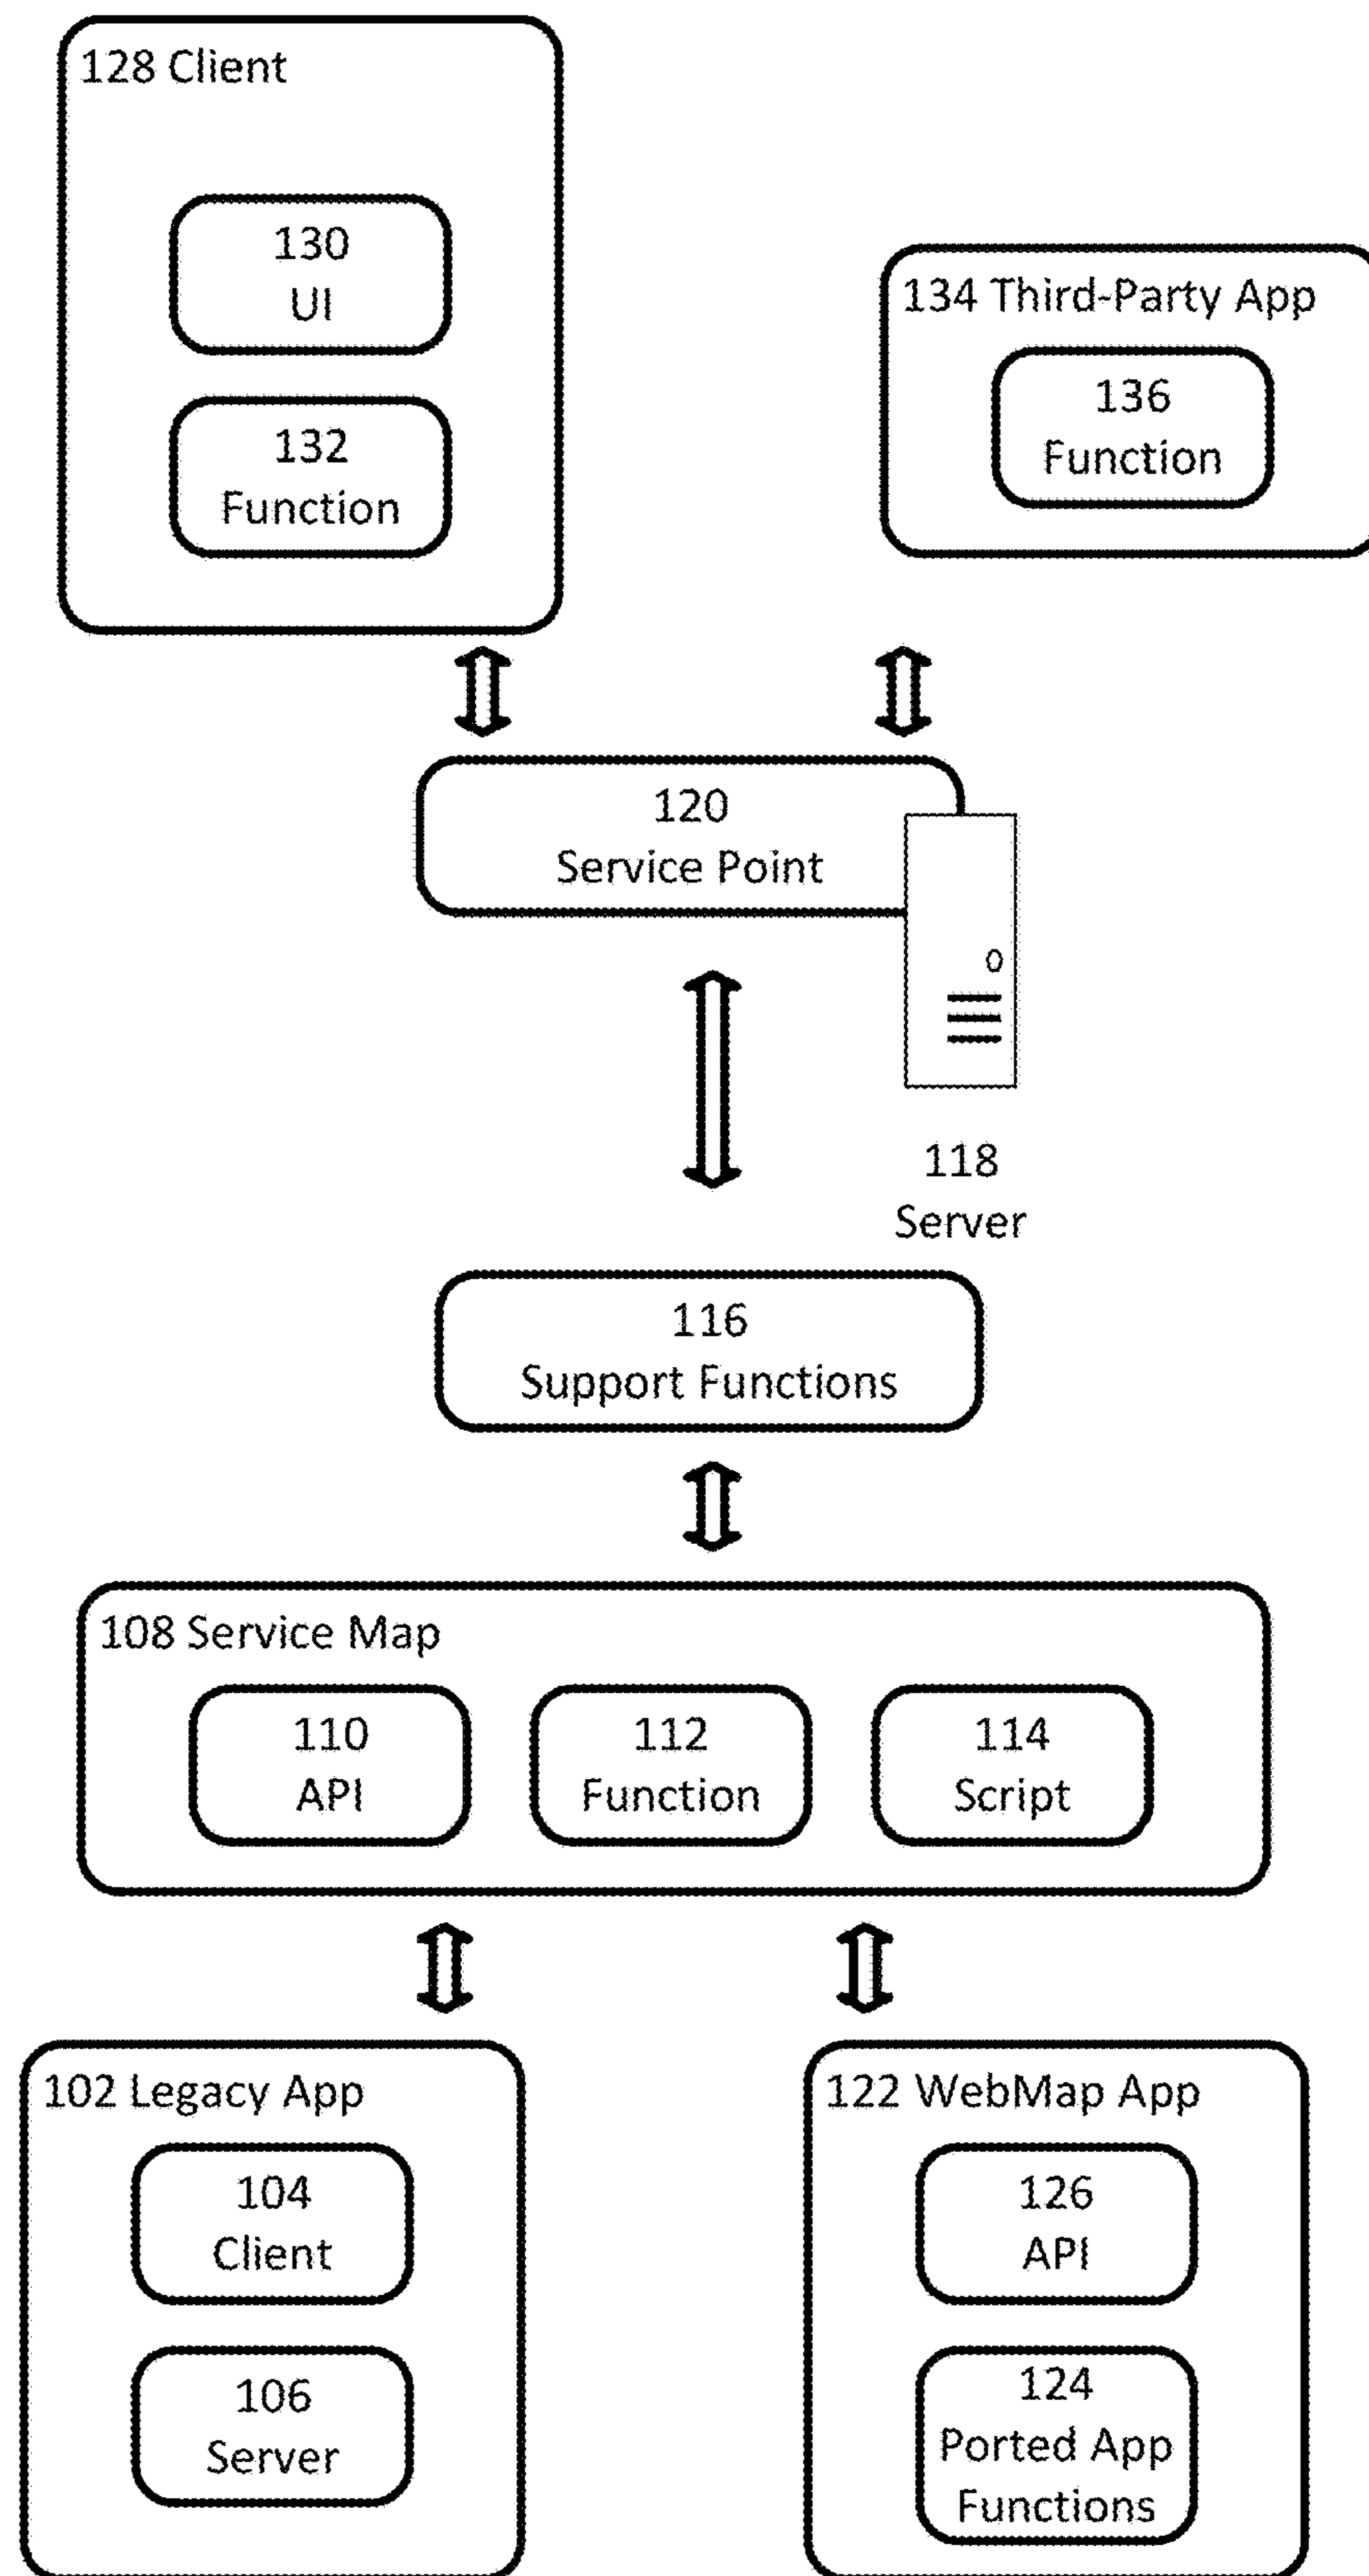 128 Client
130
UI
132
Function
134 Third-Party App
136
Function
120
Service Point
118
Server
116
Support Functions
108 Service Map
110
API
112
Function
114
Script
102 Legacy App
104
Client
106
Server
122 WebMap App
126
API
124
Ported App
Functions